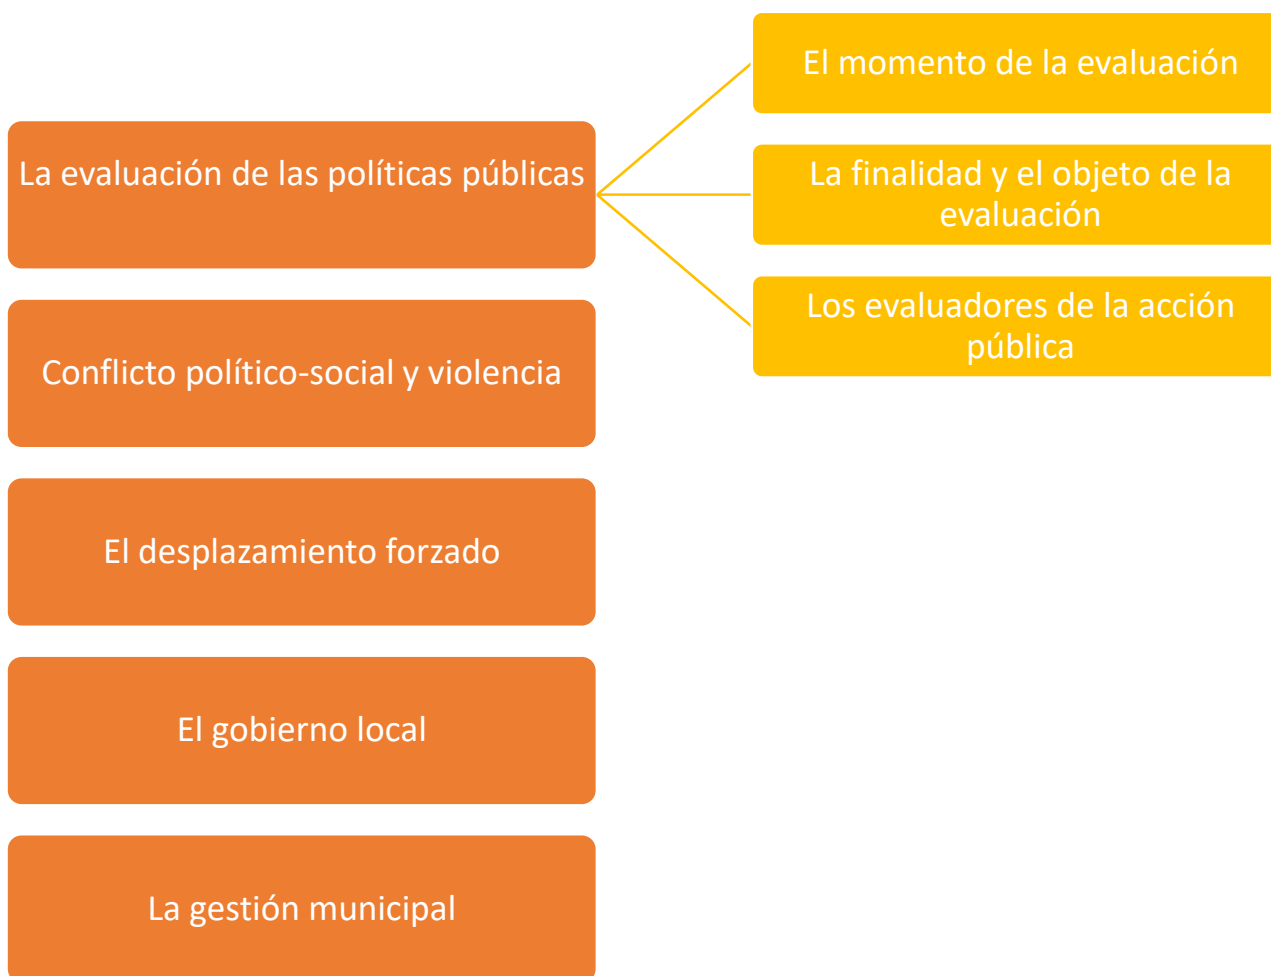 La evaluación de las políticas públicas
El momento de la evaluación
La finalidad y el objeto de la
evaluación
Los evaluadores de la acción
pública
Conflicto político-social y violencia
El desplazamiento forzado
El gobierno local
La gestión municipal